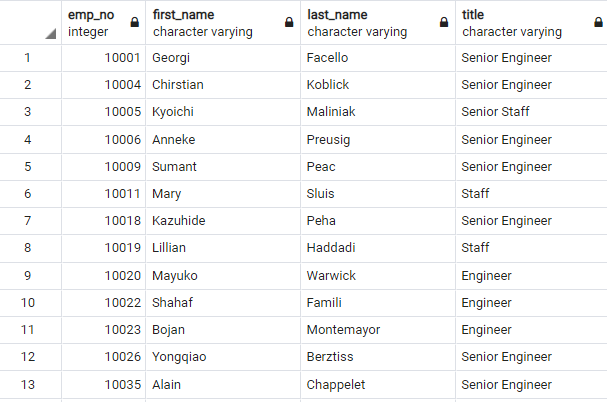 emp_no first_name last_name title
integer character varying character varying character varying
1 10001 Georgi Facello Senior Engineer
2 10004 Chirstian Koblick Senior Engineer
3 10005 Kyoichi Maliniak Senior Staff
4 10006 Anneke Preusig Senior Engineer
5 10009 Sumant Peac Senior Engineer
6 10011 Mary Sluis Staff
7 10018 Kazuhide Peha Senior Engineer
8 10019 Lillian Haddadi Staff
9 10020 Mayuko Warwick Engineer
10 10022 Shahaf Famili Engineer
11 10023 Bojan Montemayor Engineer
12 10026 Yongqiao Berztiss Senior Engineer
13 10035 Alain Chappelet Senior Engineer